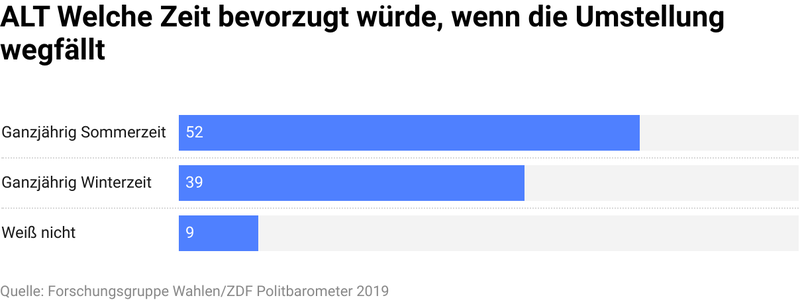 ALT Welche Zeit bevorzugt würde, wenn die Umstellung
wegfällt
Ganzjährig Sommerzeit 52
Ganzjährig Winterzeit 39
Weiß nicht 9
Quelle: Forschungsgruppe Wahlen/ZDF Politbarometer 2019